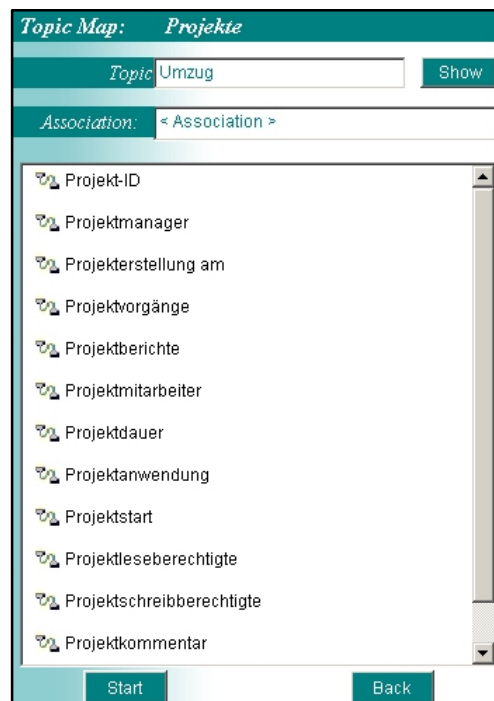 Topic Map: Projekte
Topic Umzug Show
Association: < Association >
Projekt-ID
Projektmanager
Projekterstellung am
Projektvorgänge
Projektberichte
Projektmitarbeiter
Projektdauer
Projektanwendung
Projektstart
Projektleseberechtigte
Projektschreibberechtigte
Projektkommentar
Start Back